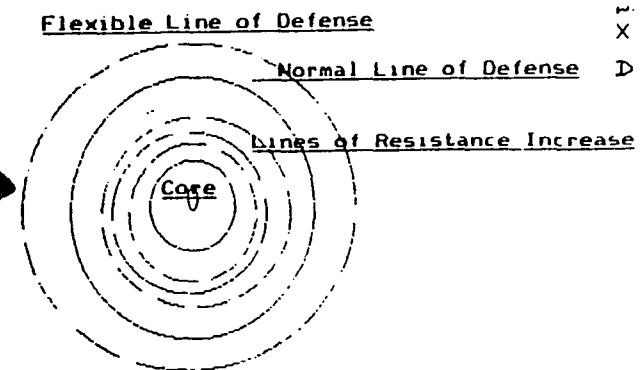 Flexible Line of Defense
X
Normal Line of Defense D
Lines of Resistance Increase
Core